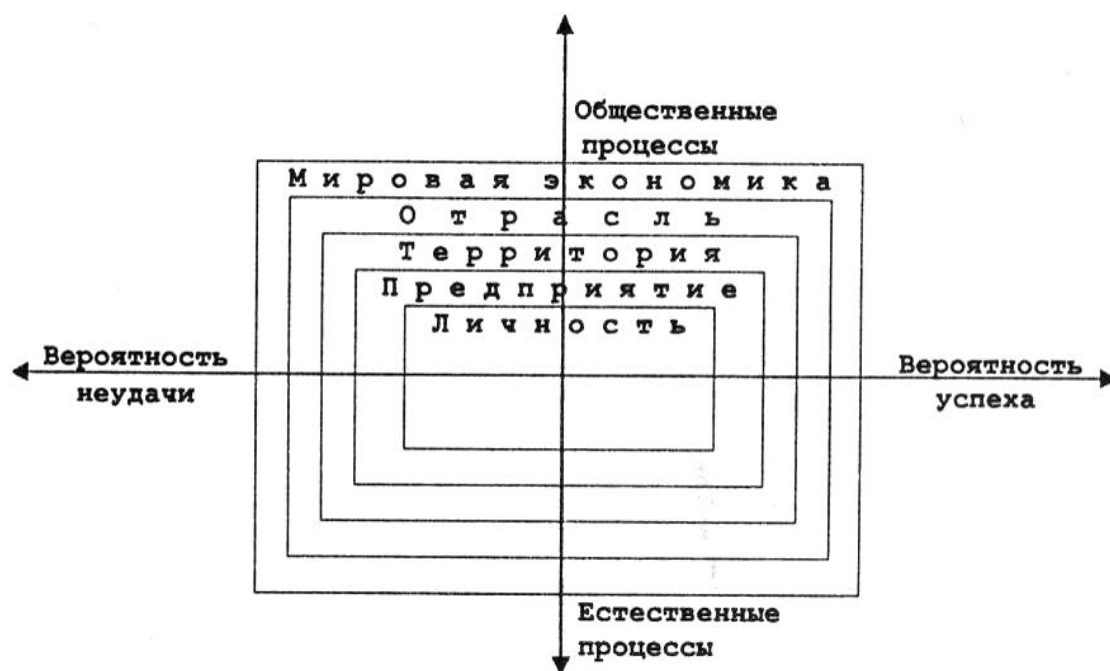 Общественные
процессы
Мировая экономика
Отрасль
Территория
Предприятие
Личность
Вероятность
неудачи
Вероятность
успеха
Естественные
процессы